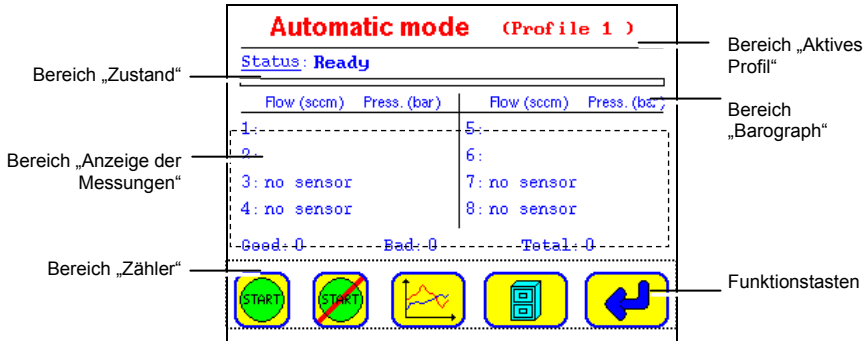 Automatic mode (Profile 1 )
Bereich „Aktives
Profil“
Status: Ready
Bereich „Zustand“
Flow (sccm) Press. (bar) Flow (sccm) Press. (bar)
Bereich
„Barograph“
1: 5:
2: 6:
Bereich „Anzeige der
Messungen“
3: no sensor 7: no sensor
4: no sensor 8: no sensor
Good: 0 Bad: 0 Total: 0
Bereich „Zähler“
START START
Funktionstasten